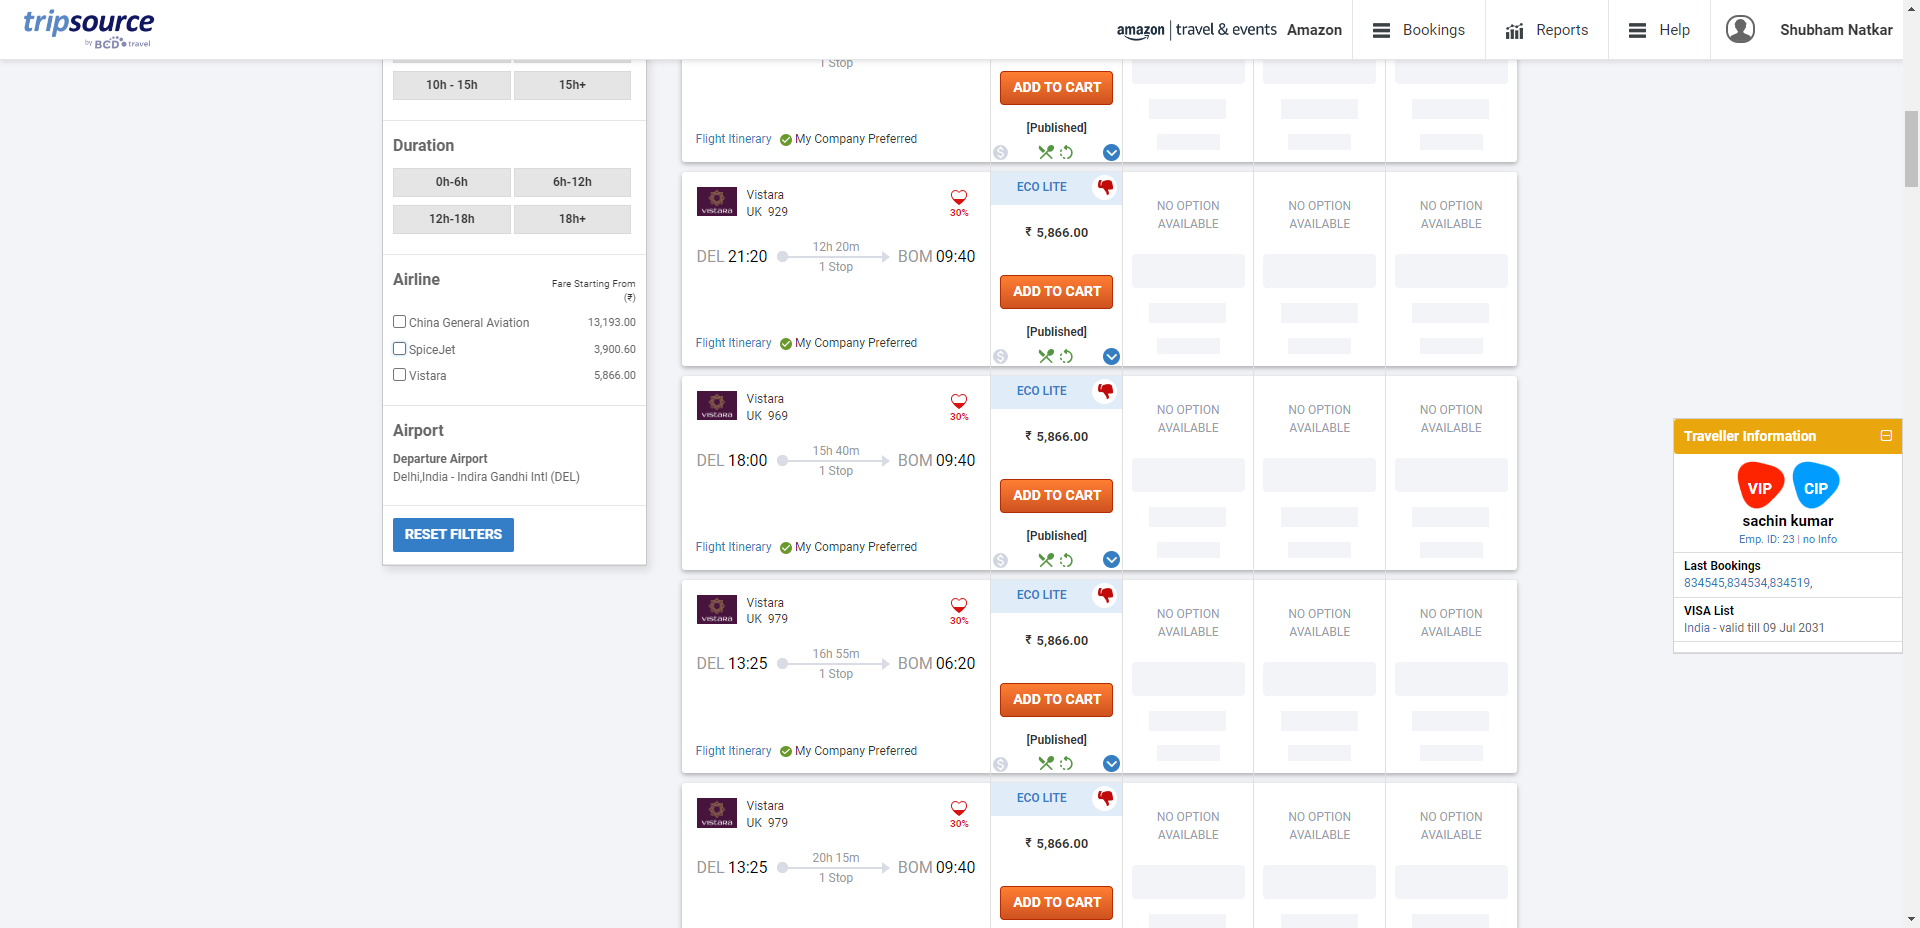 tripsource
by BCD travel
amazon | travel & events Amazon
Bookings
Reports
Help
Shubham Natkar
10h - 15h
15h+
Duration
0h-6h
6h-12h
12h-18h
18h+
Airline
Fare Starting From
(₹)
China General Aviation 13,193.00
SpiceJet 3,900.60
Vistara 5,866.00
Airport
Departure Airport
Delhi,India - Indira Gandhi Intl (DEL)
RESET FILTERS
1 Stop
ADD TO CART
[Published]
Flight Itinerary My Company Preferred
VISTARA
Vistara
UK 929
30%
DEL 21:20
12h 20m
1 Stop
BOM 09:40
Flight Itinerary My Company Preferred
ECO LITE
₹ 5,866.00
ADD TO CART
[Published]
NO OPTION
AVAILABLE
NO OPTION
AVAILABLE
NO OPTION
AVAILABLE
VISTARA
Vistara
UK 969
30%
DEL 18:00
15h 40m
1 Stop
BOM 09:40
Flight Itinerary My Company Preferred
ECO LITE
₹ 5,866.00
ADD TO CART
[Published]
NO OPTION
AVAILABLE
NO OPTION
AVAILABLE
NO OPTION
AVAILABLE
VISTARA
Vistara
UK 979
30%
DEL 13:25
16h 55m
1 Stop
BOM 06:20
Flight Itinerary My Company Preferred
ECO LITE
₹ 5,866.00
ADD TO CART
[Published]
NO OPTION
AVAILABLE
NO OPTION
AVAILABLE
NO OPTION
AVAILABLE
VISTARA
Vistara
UK 979
30%
DEL 13:25
20h 15m
1 Stop
BOM 09:40
ECO LITE
₹ 5,866.00
ADD TO CART
NO OPTION
AVAILABLE
NO OPTION
AVAILABLE
NO OPTION
AVAILABLE
Traveller Information
VIP
CIP
sachin kumar
Emp. ID: 23 | no Info
Last Bookings
834545,834534,834519,
VISA List
India - valid till 09 Jul 2031